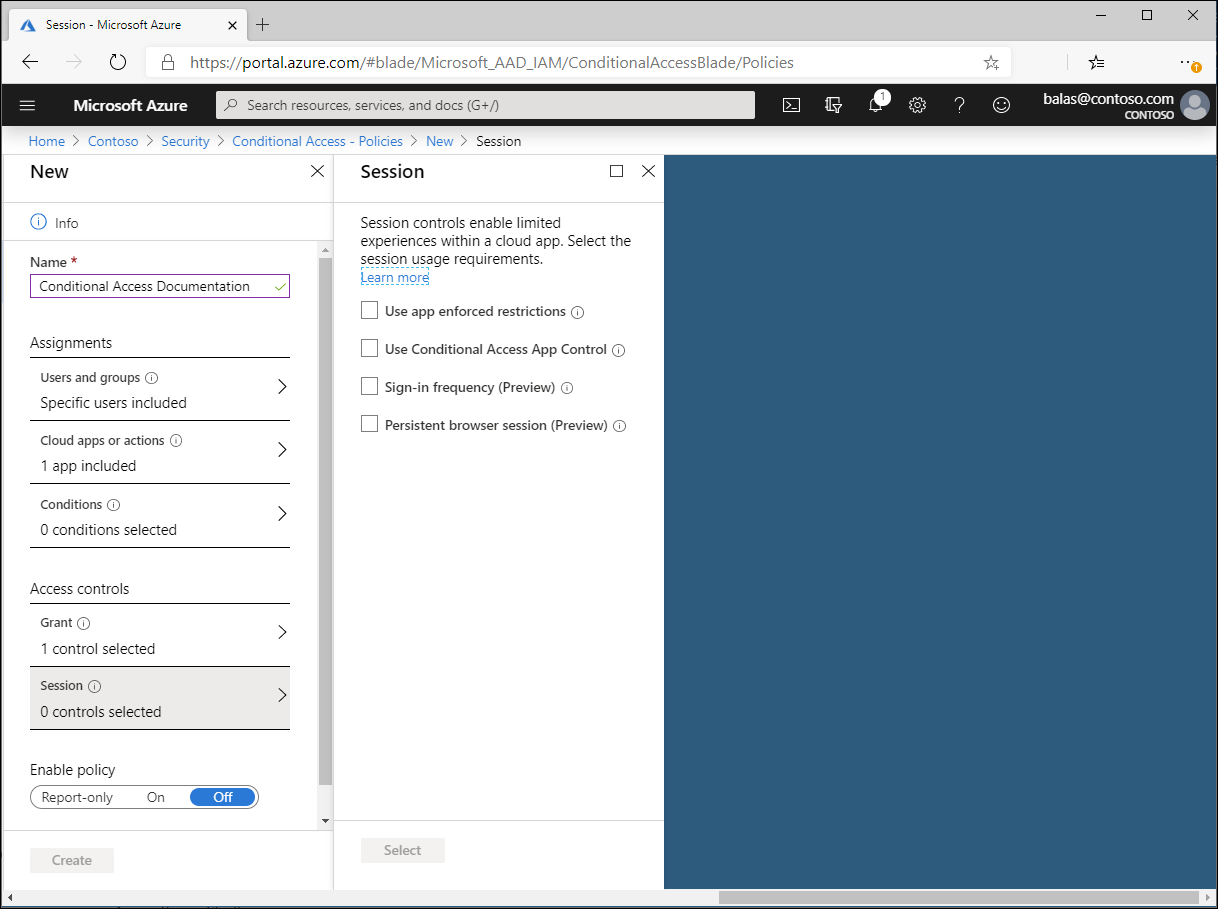 Session - Microsoft Azure
https://portal.azure.com/#blade/Microsoft_AAD_IAM/ConditionalAccessBlade/Policies
Microsoft Azure
Search resources, services, and docs (G+/)
1
balas@contoso.com
CONTOSO
Home > Contoso > Security > Conditional Access - Policies > New > Session
New
Info
Name *
Conditional Access Documentation
Assignments
Users and groups
Specific users included
Cloud apps or actions
1 app included
Conditions
0 conditions selected
Access controls
Grant
1 control selected
Session
0 controls selected
Enable policy
Report-only On Off
Create
Session
Session controls enable limited
experiences within a cloud app. Select the
session usage requirements.
Learn more
Use app enforced restrictions
Use Conditional Access App Control
Sign-in frequency (Preview)
Persistent browser session (Preview)
Select